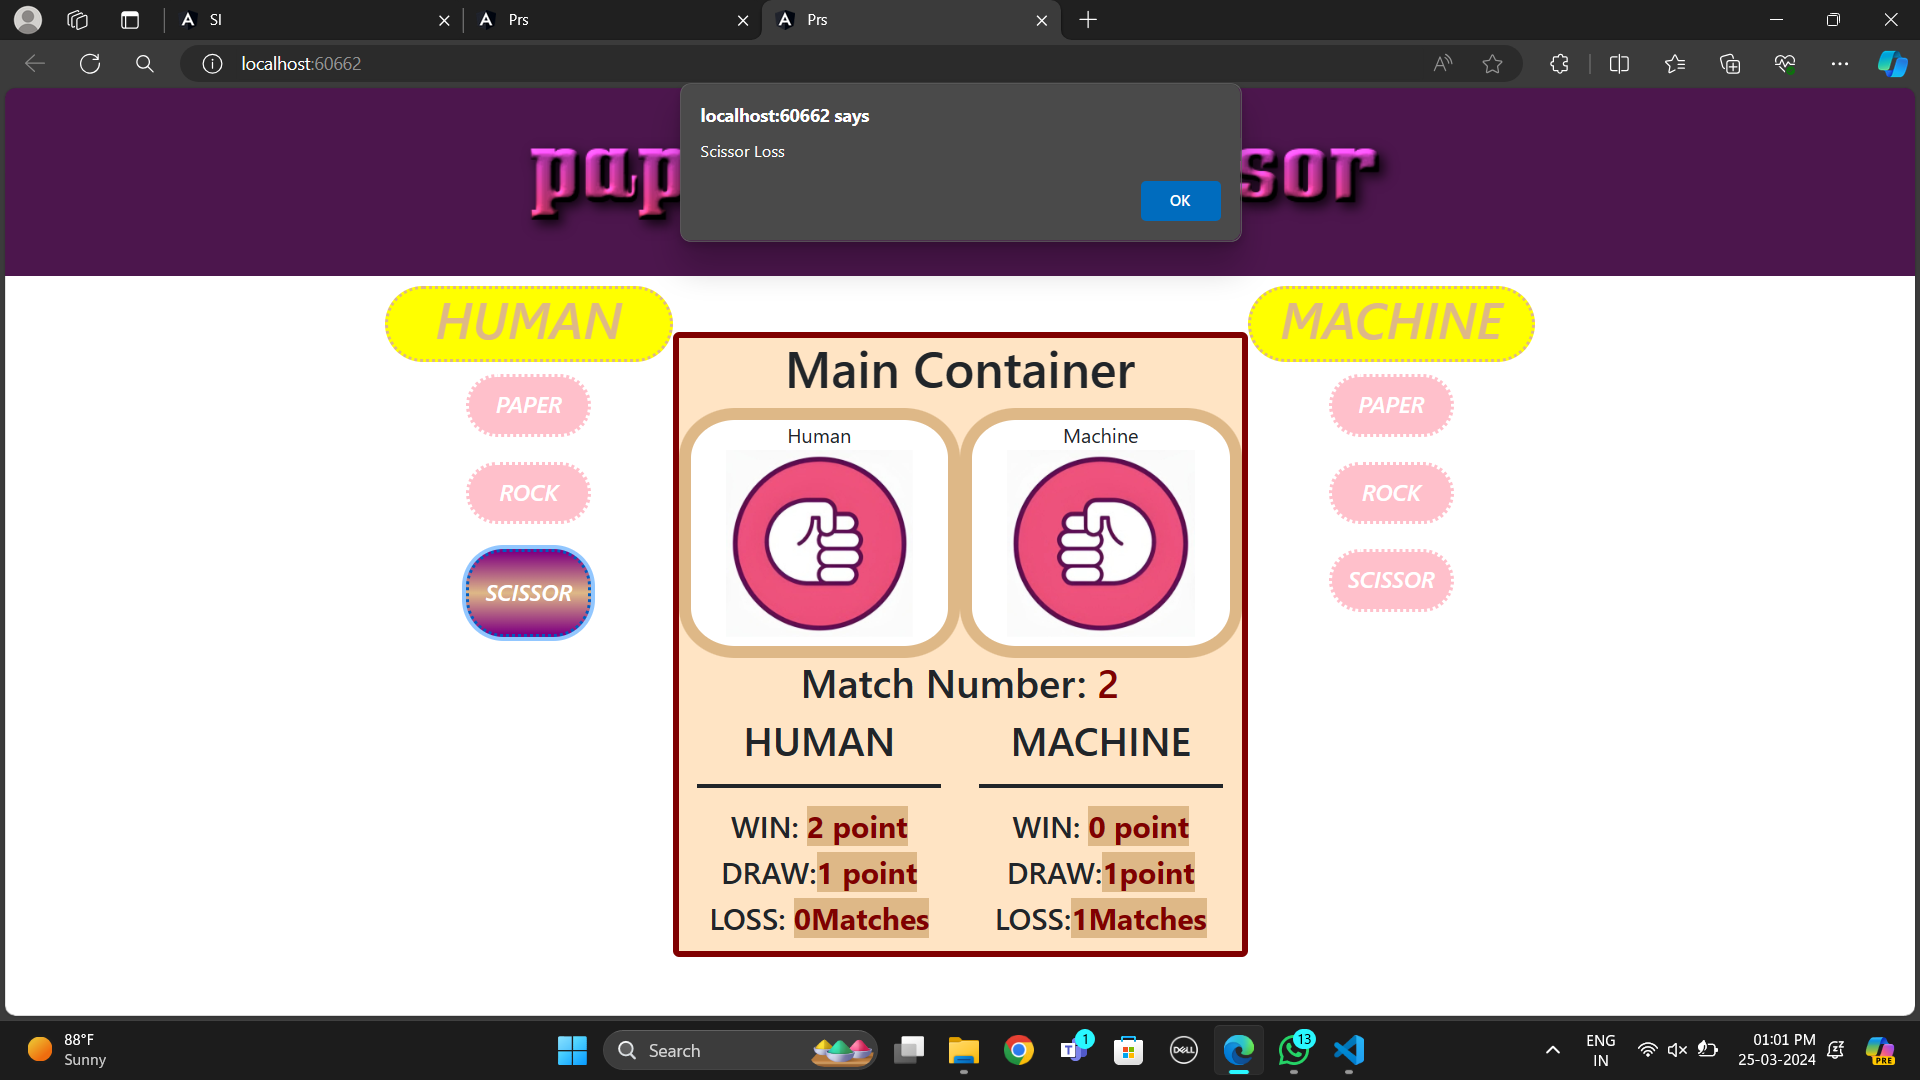 SI
Prs
Prs
localhost:60662
localhost:60662 says
Scissor Loss
OK
pap
sor
HUMAN
MACHINE
PAPER
ROCK
SCISSOR
PAPER
ROCK
SCISSOR
Main Container
Human
Machine
Match Number: 2
HUMAN
MACHINE
WIN: 2 point
DRAW:1 point
LOSS: 0Matches
WIN: 0 point
DRAW:1point
LOSS:1Matches
88°F
Sunny
Search
1
DELL
13
ENG
IN
01:01 PM
25-03-2024
PRE